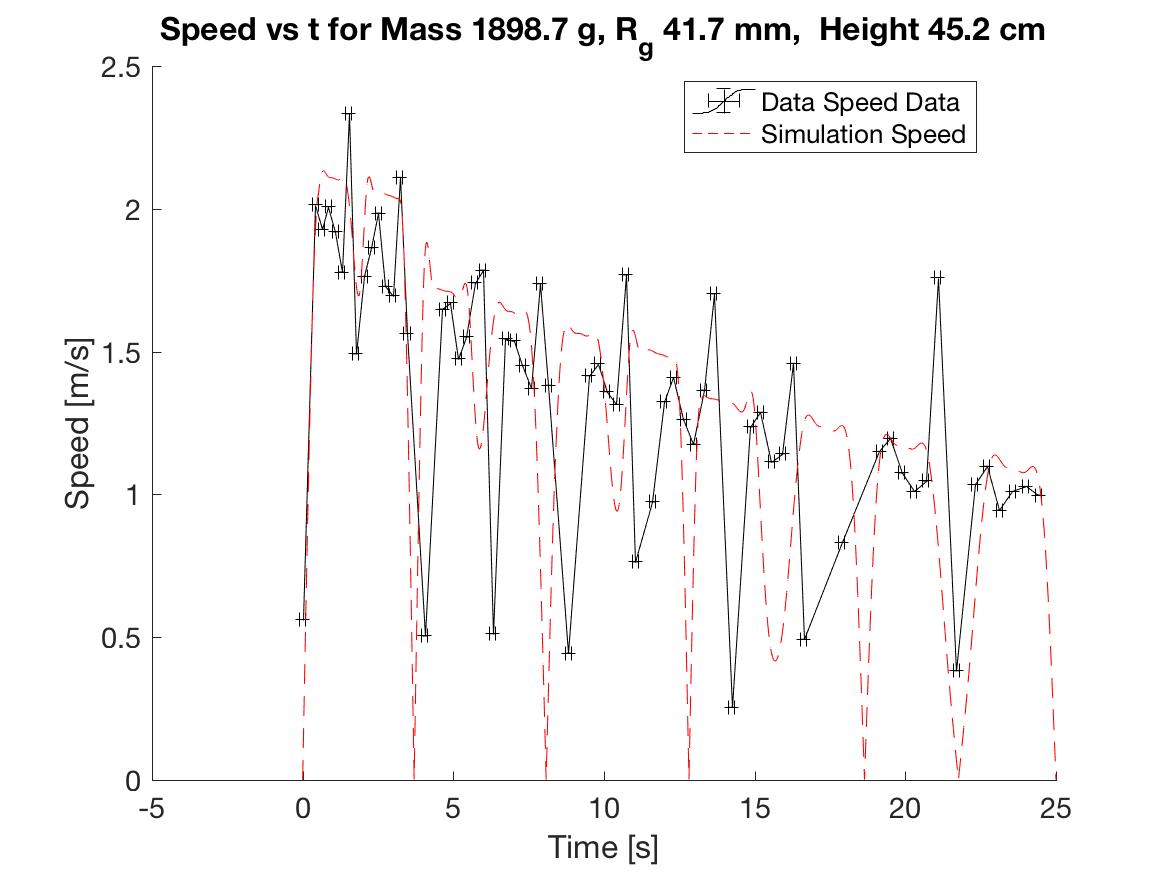 Speed vs t for Mass 1898.7 g, R_g 41.7 mm, Height 45.2 cm
Data Speed Data
Simulation Speed
Speed [m/s]
2.5
2
1.5
1
0.5
0
-5
0
5
10
15
20
25
Time [s]